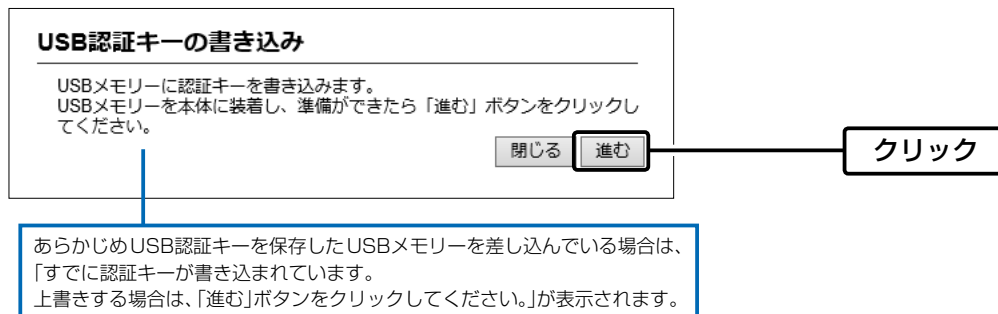 USB認証キーの書き込み
USBメモリーに認証キーを書き込みます。
USBメモリーを本体に装着し、準備ができたら「進む」ボタンをクリックし
てください。
閉じる 進む
クリック
あらかじめUSB認証キーを保存したUSBメモリーを差し込んでいる場合は、
「すでに認証キーが書き込まれています。
上書きする場合は、「進む」ボタンをクリックしてください。」が表示されます。